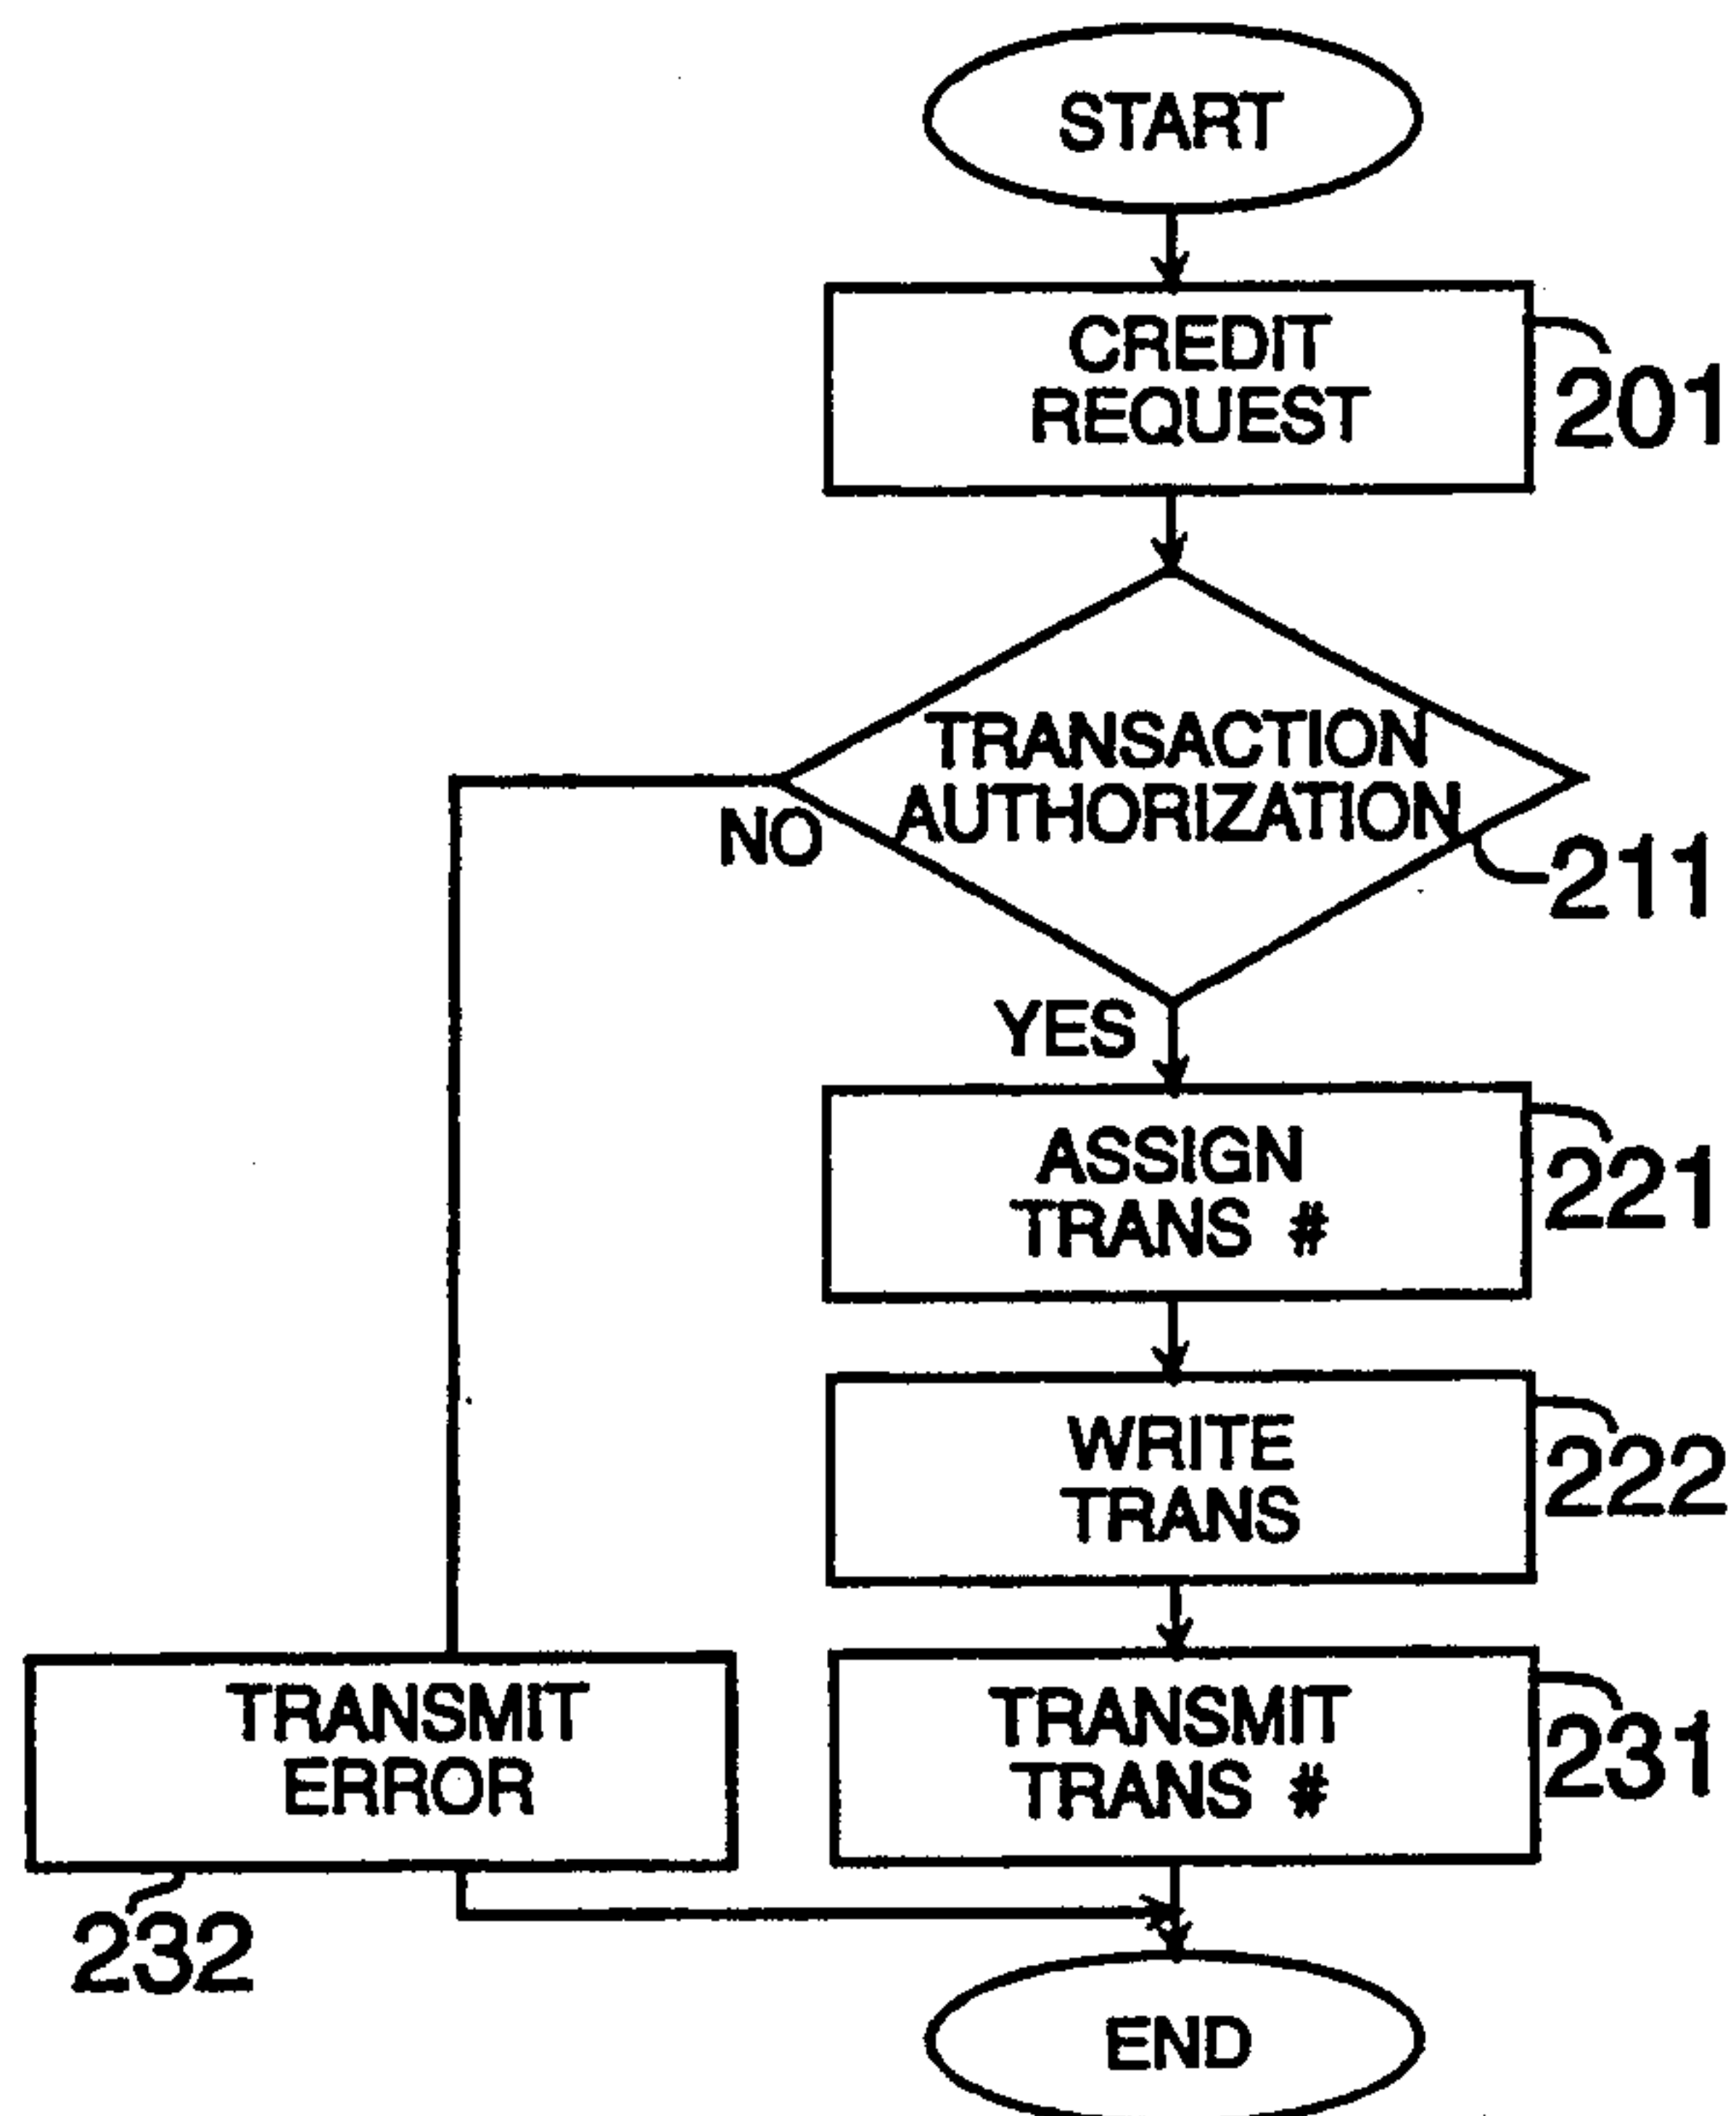 START
CREDIT
REQUEST
201
TRANSACTION
AUTHORIZATION
NO
211
YES
ASSIGN
TRANS #
221
WRITE
TRANS
222
TRANSMIT
ERROR
232
TRANSMIT
TRANS #
231
END